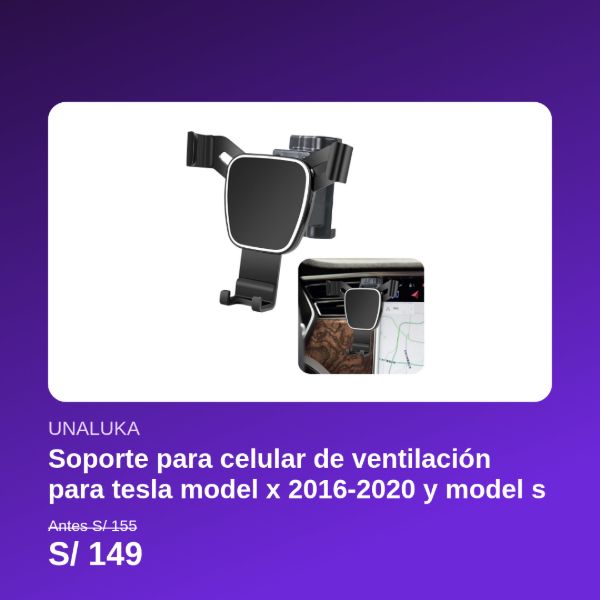 UNALUKA
Soporte para celular de ventilación
para tesla model x 2016-2020 y model s
Antes S/ 155
S/ 149